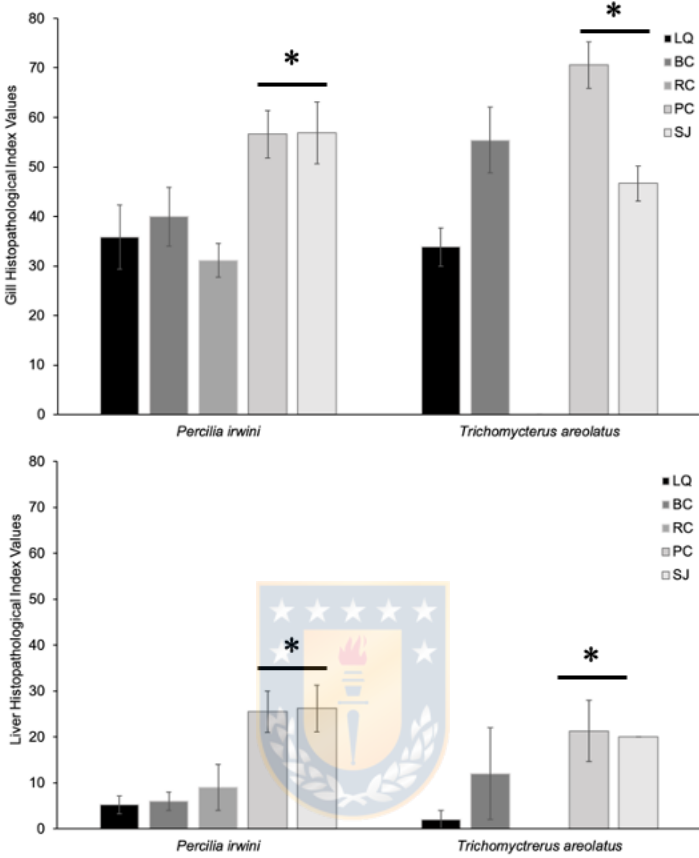 Gill Histopathological Index Values
80
70
60
50
40
30
20
10
0
*
*
LQ
BC
RC
PC
SJ
Percilia irwini
Trichomycterus areolatus
Liver Histopathological Index Values
80
70
60
50
40
30
20
10
0
*
*
LQ
BC
RC
PC
SJ
Percilia irwini
Trichomyctrerus areolatus